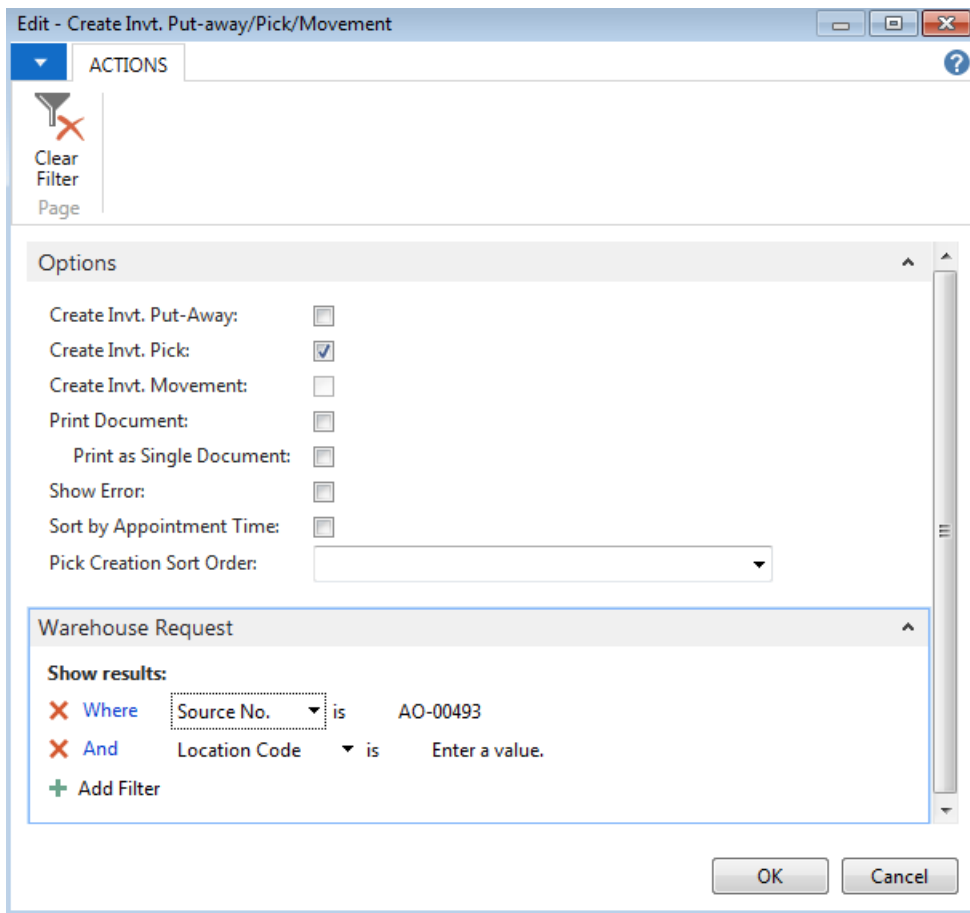 Edit - Create Invt. Put-away/Pick/Movement
ACTIONS
?
Clear
Filter
Page
Options
Create Invt. Put-Away:
Create Invt. Pick:
Create Invt. Movement:
Print Document:
Print as Single Document:
Show Error:
Sort by Appointment Time:
Pick Creation Sort Order:
Warehouse Request
Show results:
Where Source No. is AO-00493
And Location Code is Enter a value.
Add Filter
OK Cancel